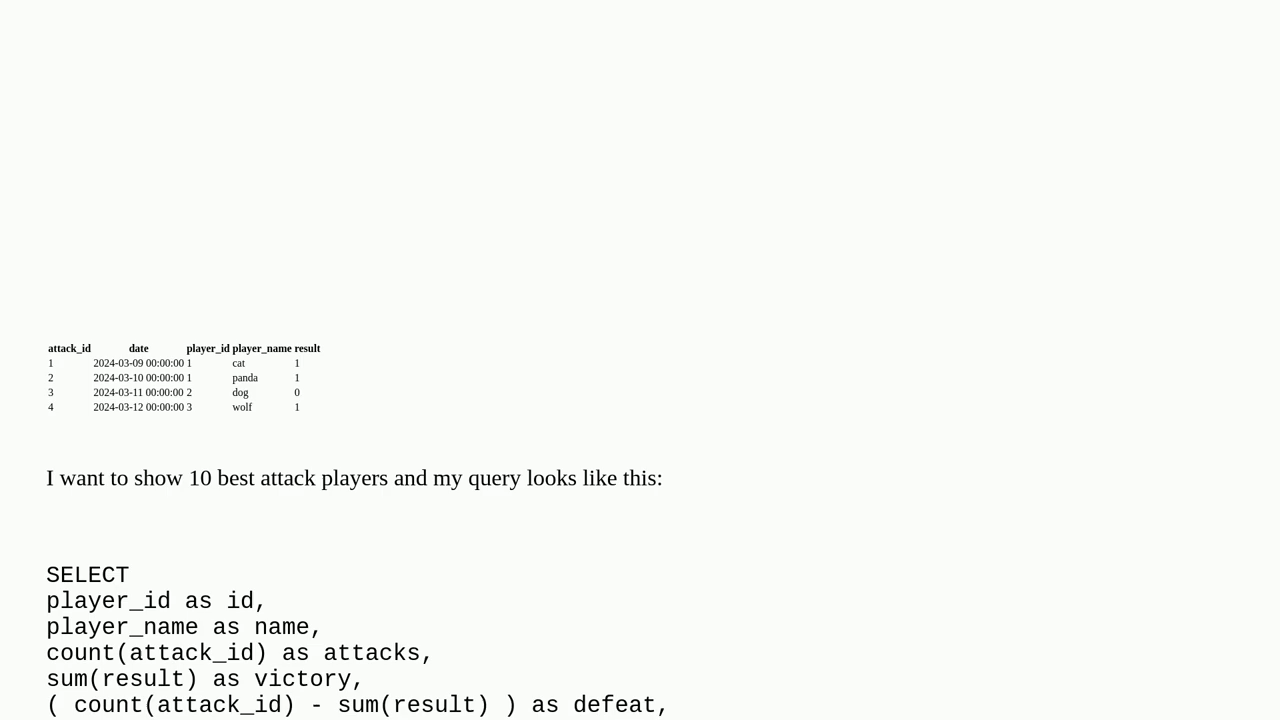 attack_id date player_id player_name result
1 2024-03-09 00:00:00 1 cat 1
2 2024-03-10 00:00:00 1 panda 1
3 2024-03-11 00:00:00 2 dog 0
4 2024-03-12 00:00:00 3 wolf 1
I want to show 10 best attack players and my query looks like this:
SELECT
player_id as id,
player_name as name,
count(attack_id) as attacks,
sum(result) as victory,
( count(attack_id) - sum(result) ) as defeat,